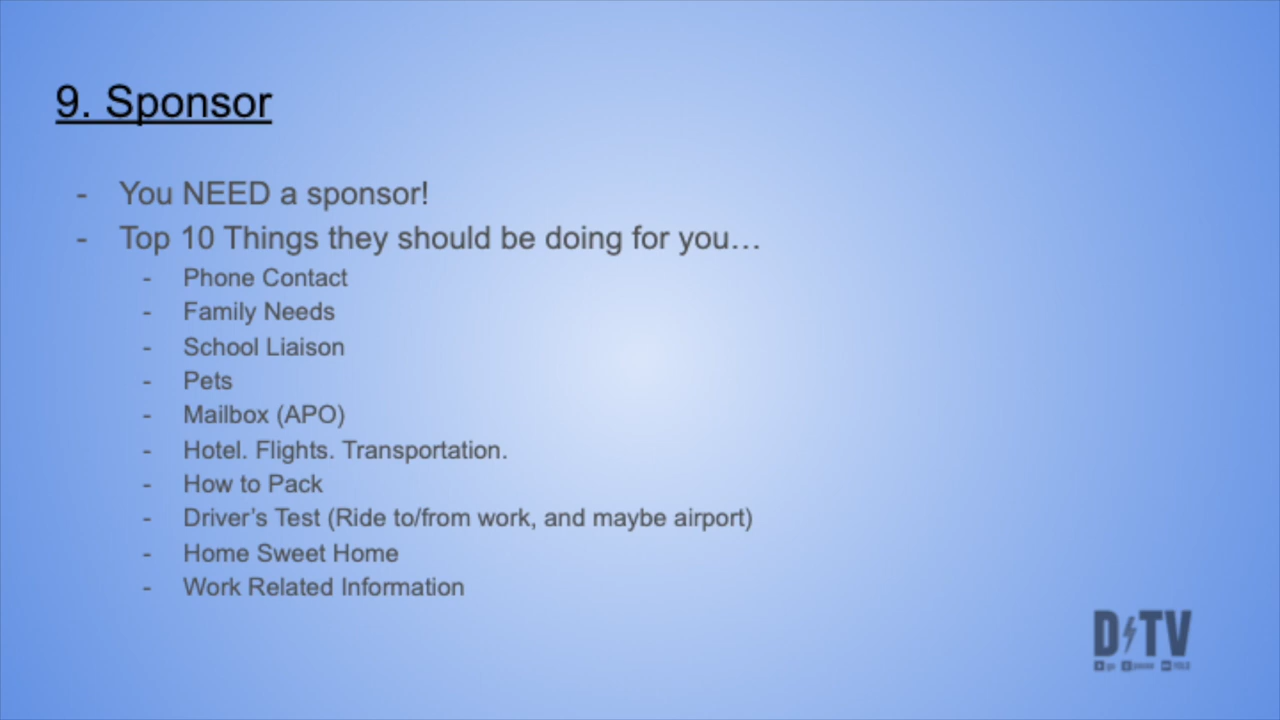 9. Sponsor
- You NEED a sponsor!
- Top 10 Things they should be doing for you…
- Phone Contact
- Family Needs
- School Liaison
- Pets
- Mailbox (APO)
- Hotel. Flights. Transportation.
- How to Pack
- Driver’s Test (Ride to/from work, and maybe airport)
- Home Sweet Home
- Work Related Information
D TV